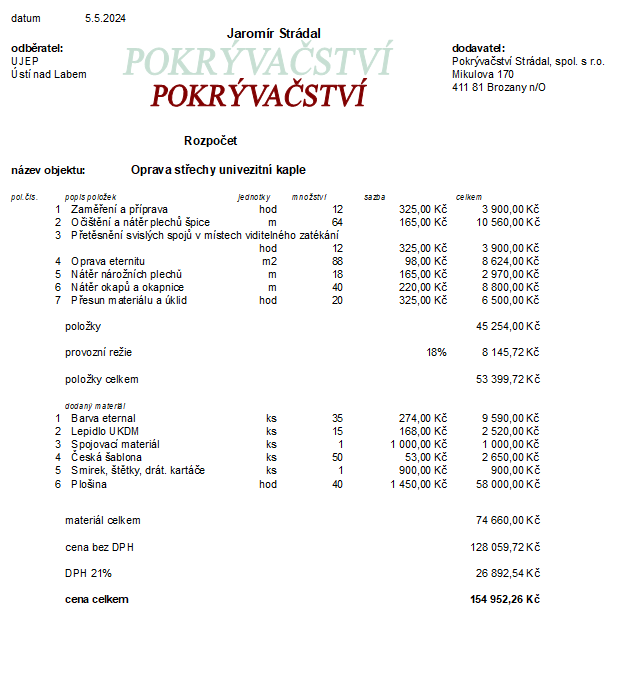 datum 5.5.2024
Jaromír Strádal
odběratel: dodavatel:
UJEP Pokrývačství Strádal, spol. s r.o.
Ústí nad Labem Mikulova 170
411 81 Brozany n/O
POKRÝVAČSTVÍ
POKRÝVAČSTVÍ
Rozpočet
název objektu: Oprava střechy univezitní kaple
pol.čis. popis položek jednotky množství sazba celkem
1 Zaměření a příprava hod 12 325,00 Kč 3 900,00 Kč
2 Očištění a nátěr plechů špice m 64 165,00 Kč 10 560,00 Kč
3 Přetěsnění svislých spojů v místech viditelného zatékání
hod 12 325,00 Kč 3 900,00 Kč
4 Oprava eternitu m2 88 98,00 Kč 8 624,00 Kč
5 Nátěr nárožních plechů m 18 165,00 Kč 2 970,00 Kč
6 Nátěr okapů a okapnice m 40 220,00 Kč 8 800,00 Kč
7 Přesun materiálu a úklid hod 20 325,00 Kč 6 500,00 Kč
položky 45 254,00 Kč
provozní režie 18% 8 145,72 Kč
položky celkem 53 399,72 Kč
dodaný materiál
1 Barva eternal ks 35 274,00 Kč 9 590,00 Kč
2 Lepidlo UKDM ks 15 168,00 Kč 2 520,00 Kč
3 Spojovací materiál ks 1 1 000,00 Kč 1 000,00 Kč
4 Česká šablona ks 50 53,00 Kč 2 650,00 Kč
5 Smirek, štětky, drát. kartáče ks 1 900,00 Kč 900,00 Kč
6 Plošina hod 40 1 450,00 Kč 58 000,00 Kč
materiál celkem 74 660,00 Kč
cena bez DPH 128 059,72 Kč
DPH 21% 26 892,54 Kč
cena celkem 154 952,26 Kč